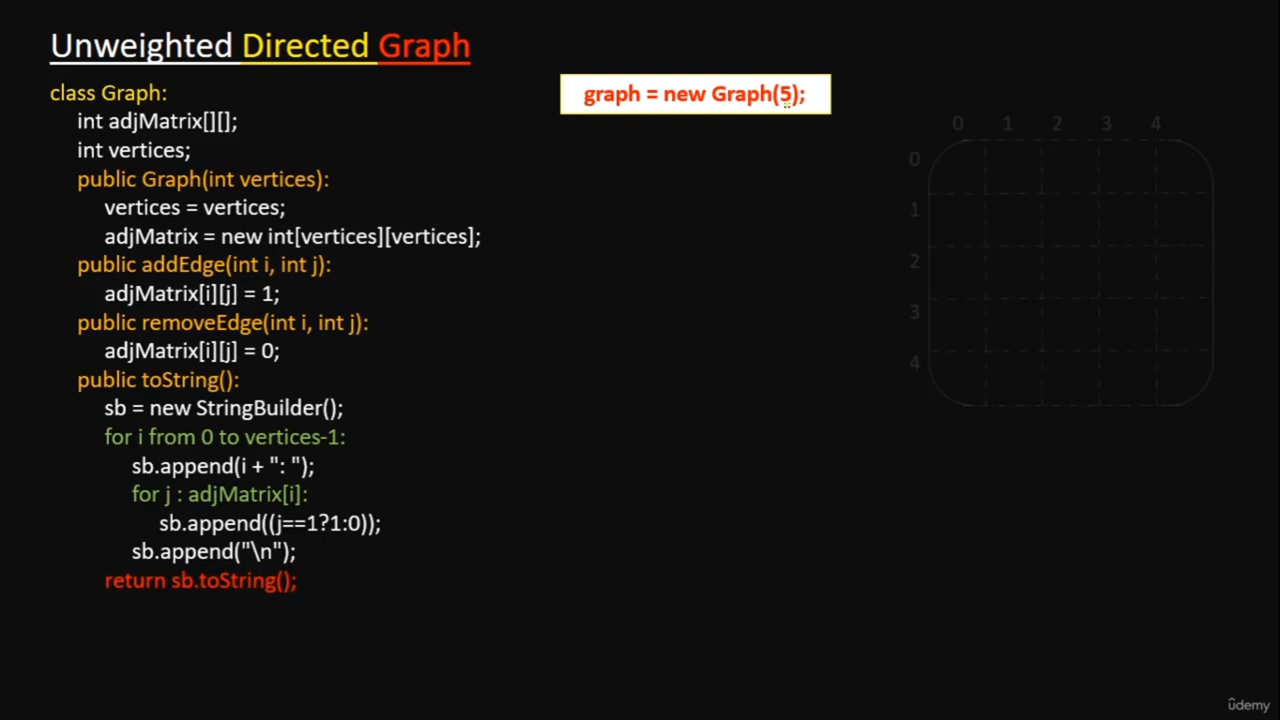 Unweighted Directed Graph
class Graph:
int adjMatrix[][];
int vertices;
public Graph(int vertices):
vertices = vertices;
adjMatrix = new int[vertices][vertices];
public addEdge(int i, int j):
adjMatrix[i][j] = 1;
public removeEdge(int i, int j):
adjMatrix[i][j] = 0;
public toString():
sb = new StringBuilder();
for i from 0 to vertices-1:
sb.append(i + ": ");
for j : adjMatrix[i]:
sb.append((j==1?1:0));
sb.append("\n");
return sb.toString();
graph = new Graph(5);
0 1 2 3 4
0
1
2
3
4
ûdemy